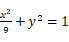 x²/9 + y² = 1